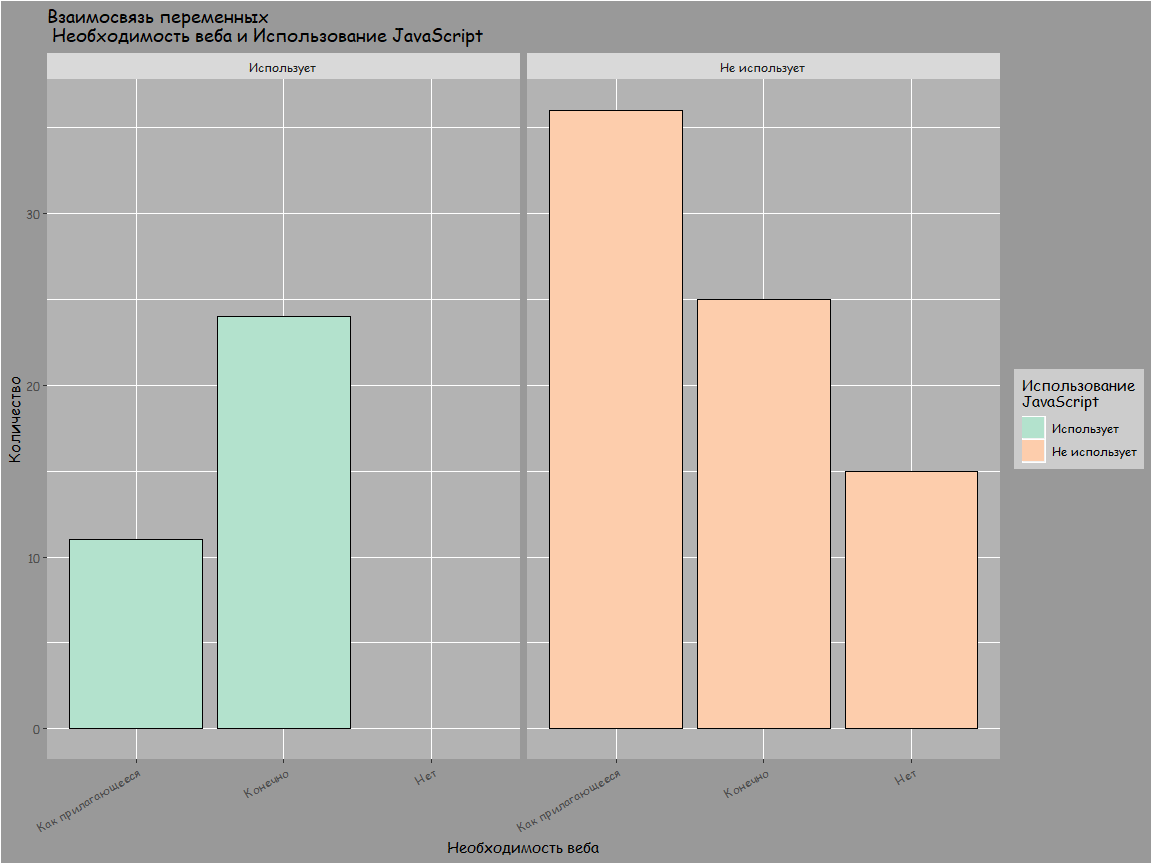 Взаимосвязь переменных
Необходимость веба и Использование JavaScript
Использует
Не использует
Количество
30
20
10
0
Как прилагающееся
Конечно
Нет
Как прилагающееся
Конечно
Нет
Необходимость веба
Использование
JavaScript
Использует
Не использует